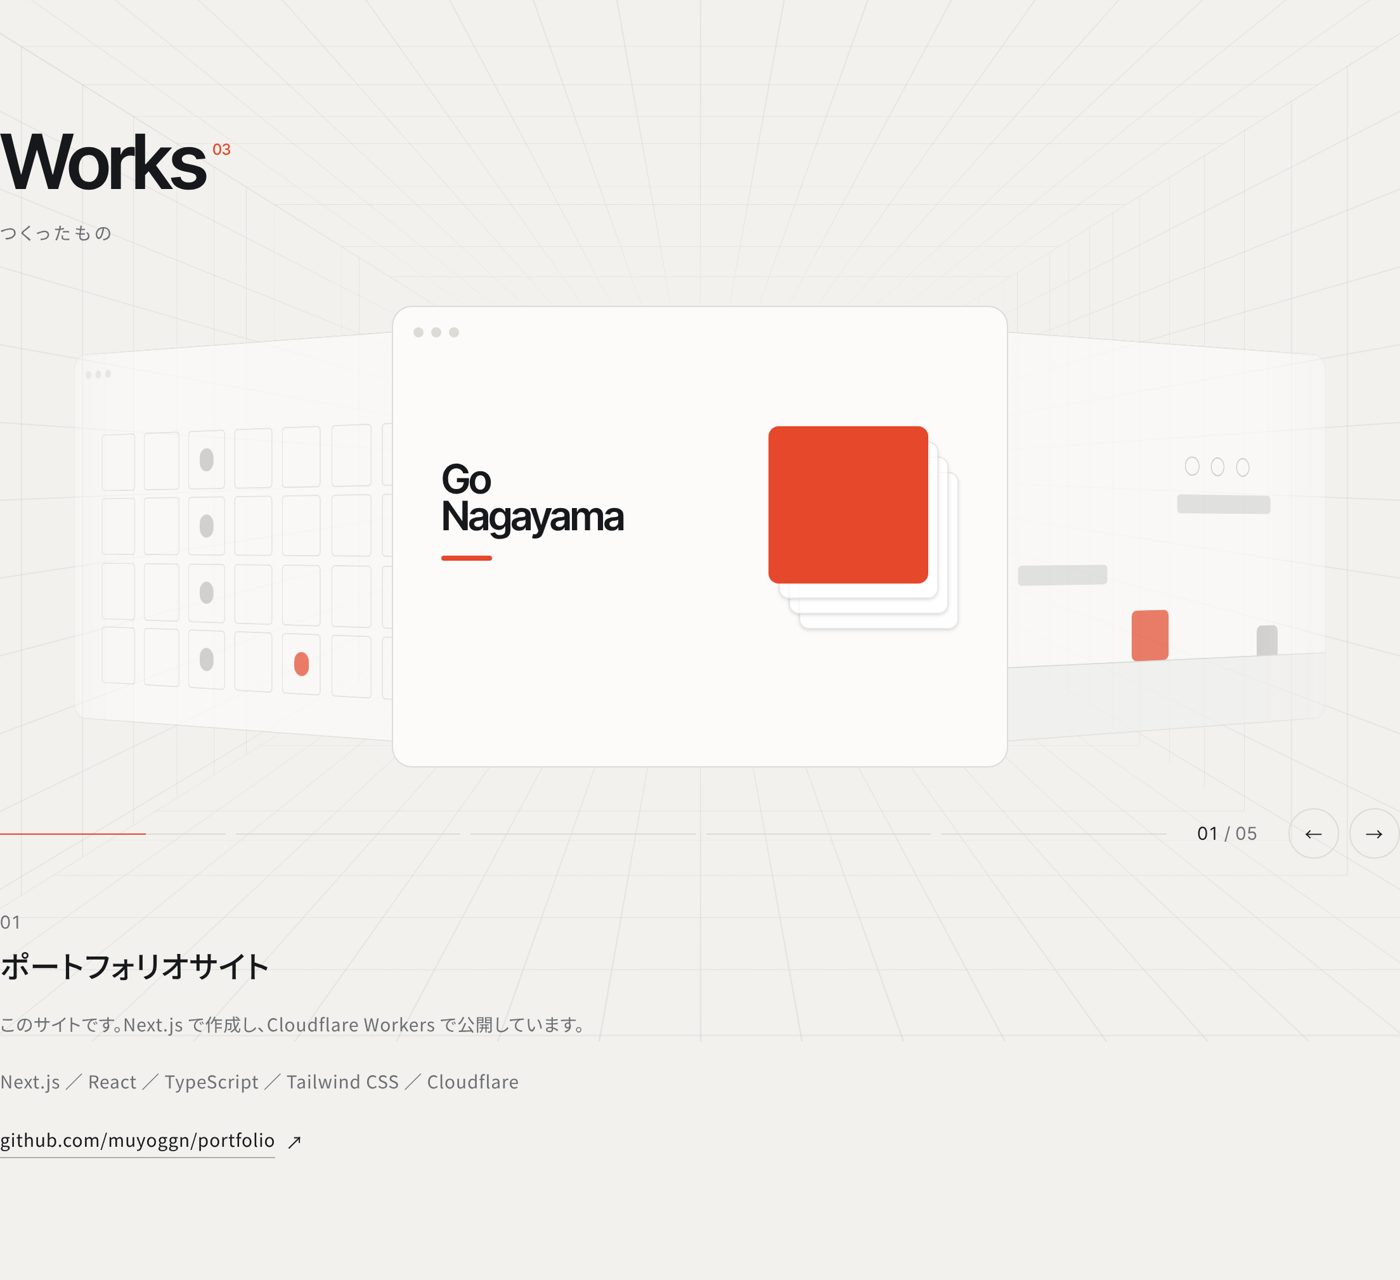 Works 03
つくったもの
Go
Nagayama
01 / 05 ← →
01
ポートフォリオサイト
このサイトです。Next.js で作成し、Cloudflare Workers で公開しています。
Next.js ／ React ／ TypeScript ／ Tailwind CSS ／ Cloudflare
github.com/muyoggn/portfolio ↗